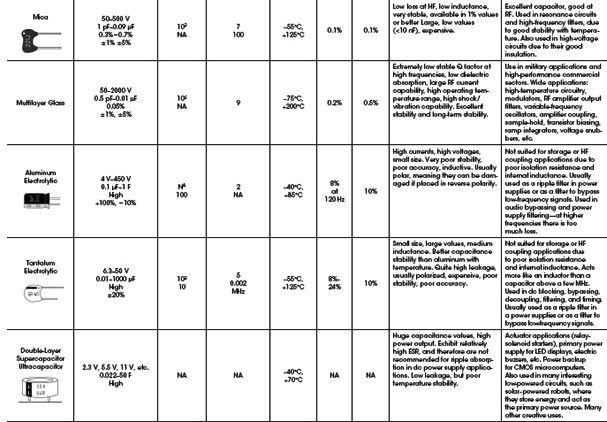 Mica
50–500 V
1 pF–0.09 µF
0.3%–0.7%
±1% ±5%
10²
NA
7
100
–55°C,
+125°C
0.1%
0.1%
Low loss at HF, low inductance,
very stable, available in 1% values
or better Large, low values
(<10 nF), expensive.
Excellent capacitor, good at
RF. Used in resonance circuits
and high-frequency filters, due
to good stability with tempera-
ture. Also used in high-voltage
circuits due to their good
insulation.
Multilayer Glass
50–2000 V
0.5 pF–0.01 µF
0.05%
±1%, ±5%
9
–75°C,
+200°C
0.2%
0.5%
Extremely low stable Q factor at
high frequencies, low dielectric
absorption, large RF current
capability, high operating tem-
perature range, high shock/
vibration capability. Excellent
stability and long-term stability.
Use in military applications and
high-performance commercial
sectors. Wide applications:
high-temperature circuitry,
modulators, RF amplifier output
filters, variable-frequency
oscillators, amplifier coupling,
sample-hold, transistor biasing,
ramp integrators, voltage snub-
bers, etc.
Aluminum
Electrolytic
4 V–450 V
0.1 µF–1 F
High
+100%, –10%
100
2
NA
–40°C,
+85°C
8%
at
120 Hz
10%
High currents, high voltages,
small size. Very poor stability,
poor accuracy, inductive. Usually
polar, meaning they can be dam-
aged if placed in reverse polarity.
Not suited for storage or HF
coupling applications due to
poor isolation resistance and
internal inductance. Usually
used as a ripple filter in power
supplies or as a filter to bypass
low-frequency signals. Used in
audio bypassing and power
supply filtering—at higher
frequencies there is too
much loss.
Tantalum
Electrolytic
6.3–50 V
0.01–1000 µF
High
±20%
10²
10
5
0.002
MHz
–55°C,
+125°C
8%–
24%
10%
Small size, large values, medium
inductance. Better capacitance
stability than aluminum with
temperature. Quite high leakage,
usually polarized, expensive, poor
stability, poor accuracy.
Not suited for storage or HF
coupling applications due
to poor isolation resistance
and internal inductance. Acts
more like an inductor than a
capacitor above a few MHz.
Used in dc blocking, bypassing,
decoupling, filtering, and timing.
Usually used as a ripple filter in
a power supplies or as a filter to
bypass low-frequency signals.
Double-Layer
Supercapacitor
Ultracapacitor
2.3 V, 5.5 V, 11 V, etc.
0.022–50 F
High
NA
NA
–40°C,
+70°C
NA
NA
Huge capacitance values, high
power output. Exhibit relatively
high ESR, and therefore are not
recommended for ripple absorp-
tion in dc power supply applica-
tions. Low leakage, but poor
temperature stability.
Actuator applications (relay-
solenoid starters), primary power
supply for LED displays, electric
buzzers, etc. Power backup
for CMOS microcomputers.
Also used in many interesting
low-powered circuits, such as
solar-powered robots, where
they store energy and act as
the primary power source. Many
other creative uses.